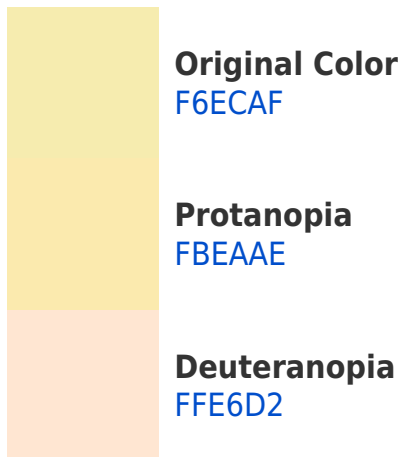 Original Color
F6ECAF
Protanopia
FBEAAE
Deuteranopia
FFE6D2